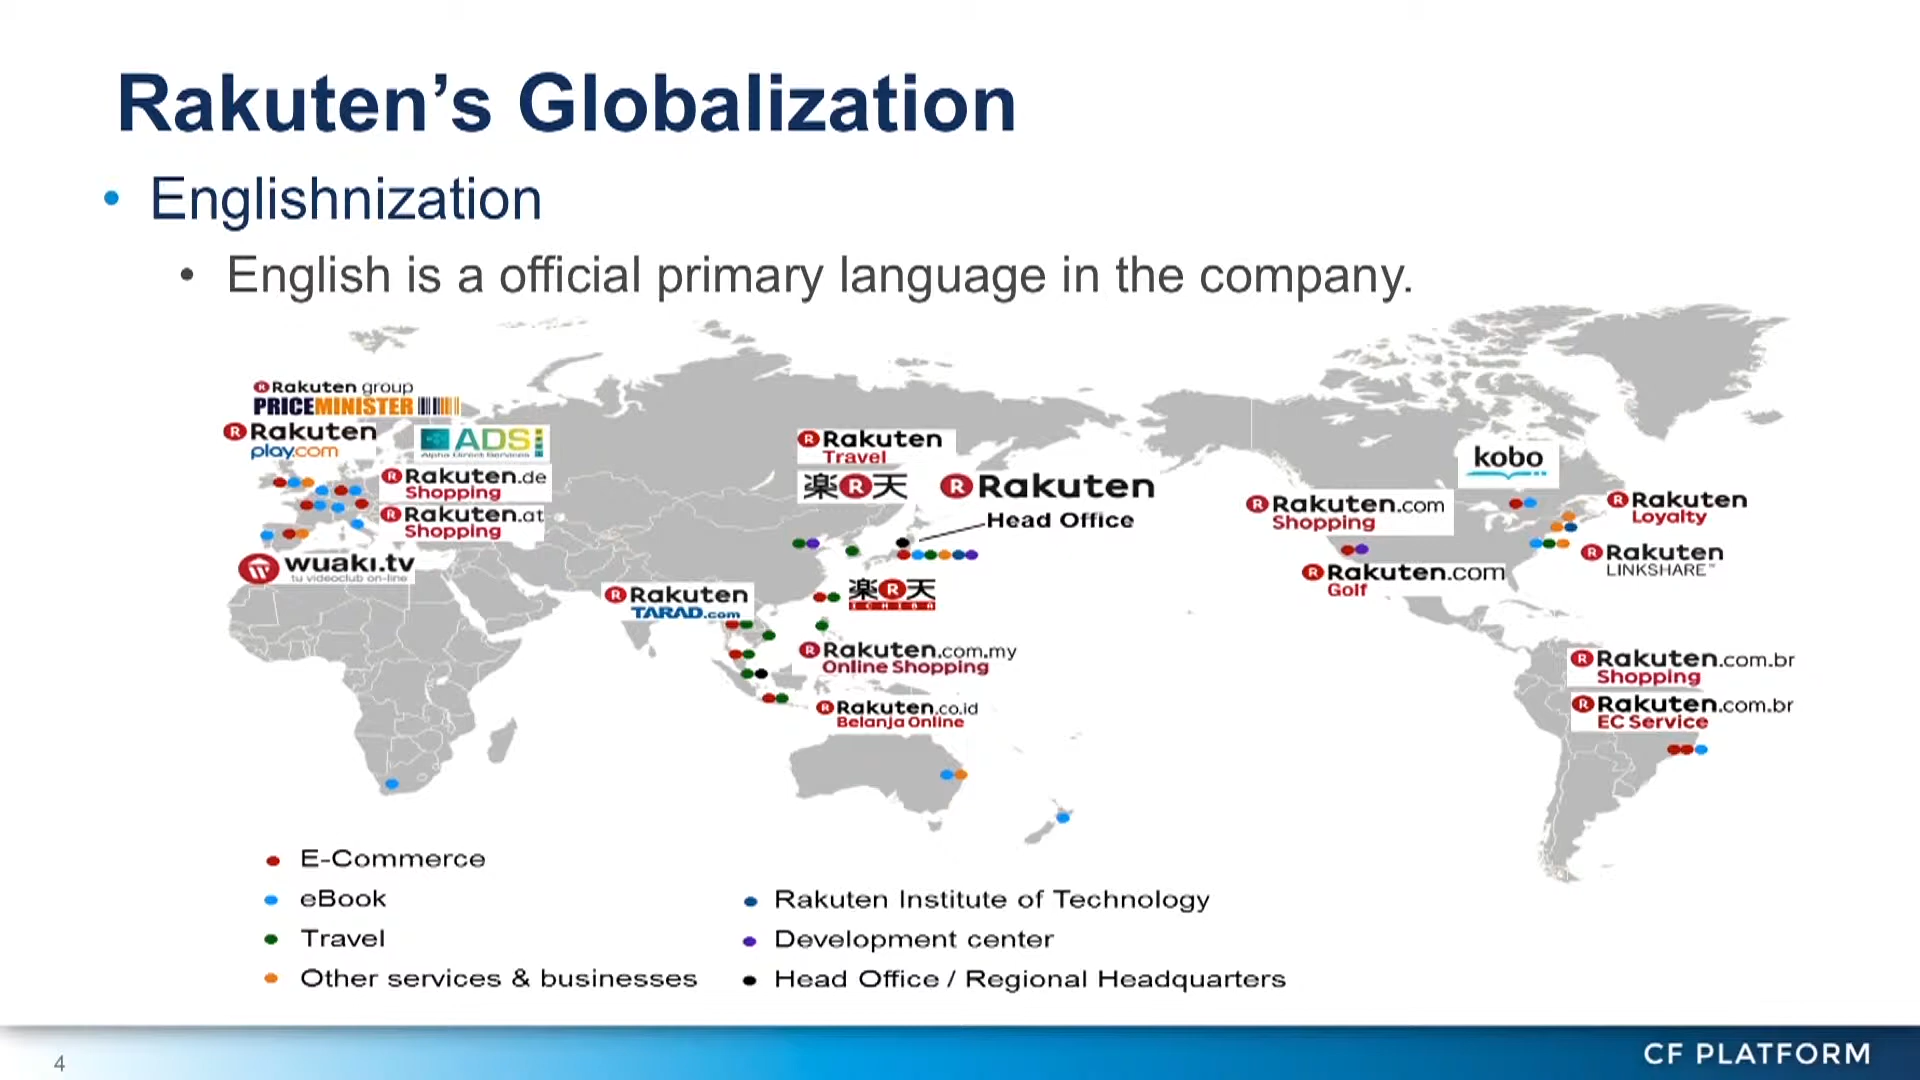 Rakuten's Globalization
• Englishnization
• English is a official primary language in the company.
Rakuten group
PRICEMINISTER
Rakuten
play.com
ADS
Alpha Direct Services
Rakuten.de
Shopping
Rakuten.at
Shopping
wuaki.tv
tu videoclub on-line
Rakuten
Travel
楽R天
Rakuten
Head Office
Rakuten
TARAD.com
楽R天
ICHIBA
Rakuten.com.my
Online Shopping
Rakuten.co.id
Belanja Online
kobo
Rakuten.com
Shopping
Rakuten
Loyalty
Rakuten
LINKSHARE™
Rakuten.com
Golf
Rakuten.com.br
Shopping
Rakuten.com.br
EC Service
E-Commerce
eBook
Travel
Other services & businesses
Rakuten Institute of Technology
Development center
Head Office / Regional Headquarters
4
CF PLATFORM